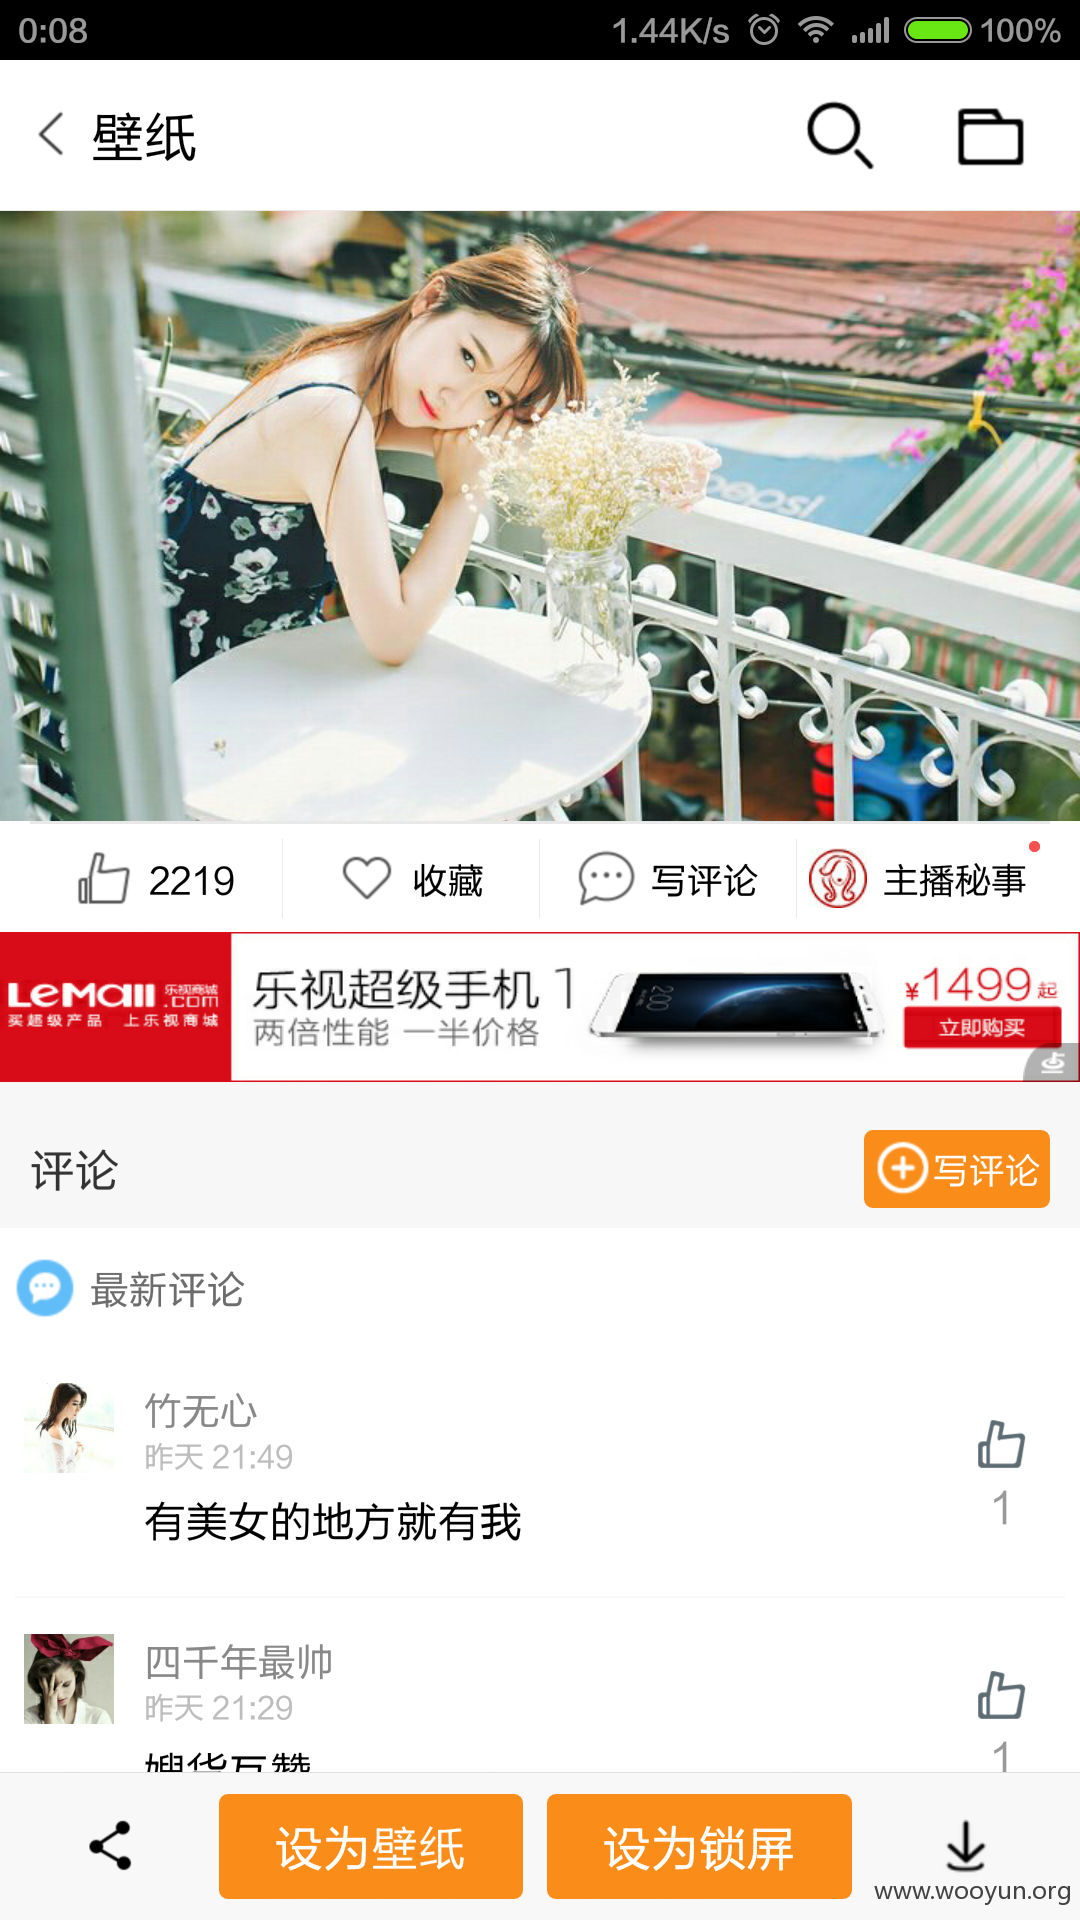 0:08 1.44K/s 100%
壁纸
pepsi
2219 收藏 写评论 主播秘事
LeMall 乐视商城 .com
买超级产品 上乐视商城
乐视超级手机 1
两倍性能 一半价格
2:00
¥1499起
立即购买
评论 写评论
最新评论
竹无心
昨天 21:49
1
有美女的地方就有我
四千年最帅
昨天 21:29
1
设为壁纸 设为锁屏
www.wooyun.org